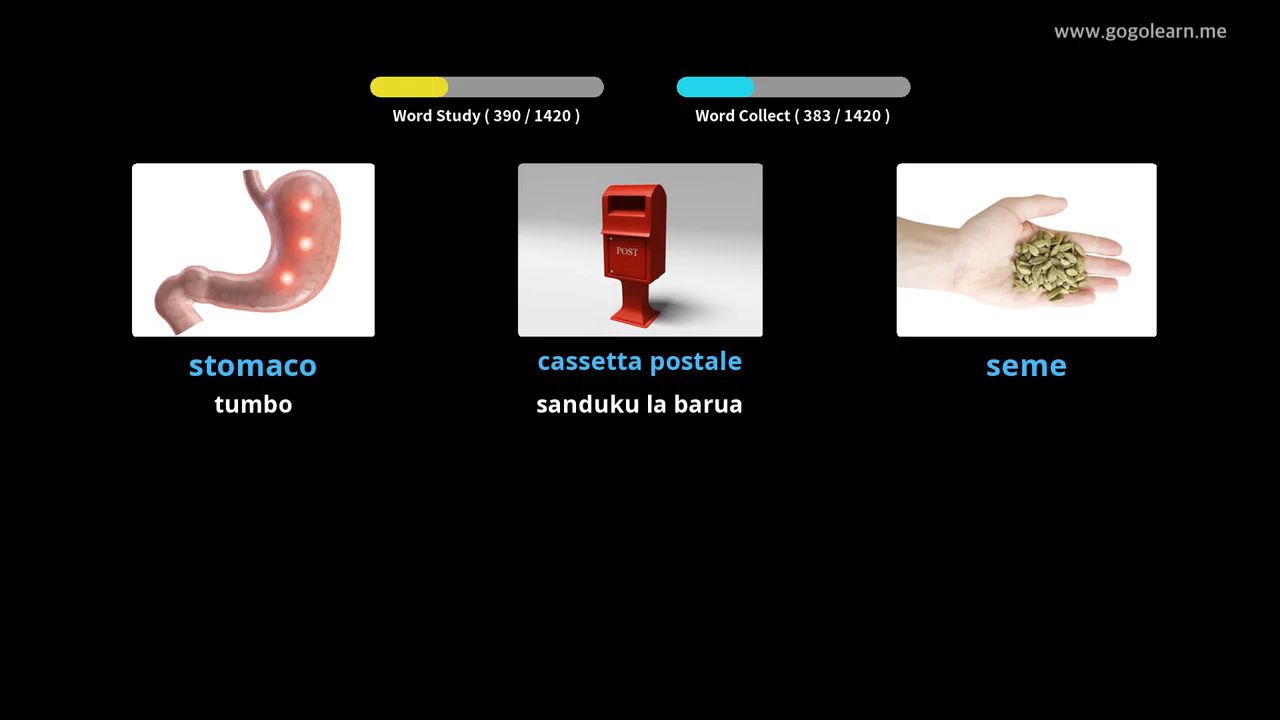 www.gogolearn.me
Word Study ( 390 / 1420 )
Word Collect ( 383 / 1420 )
POST
stomaco
cassetta postale
seme
tumbo
sanduku la barua